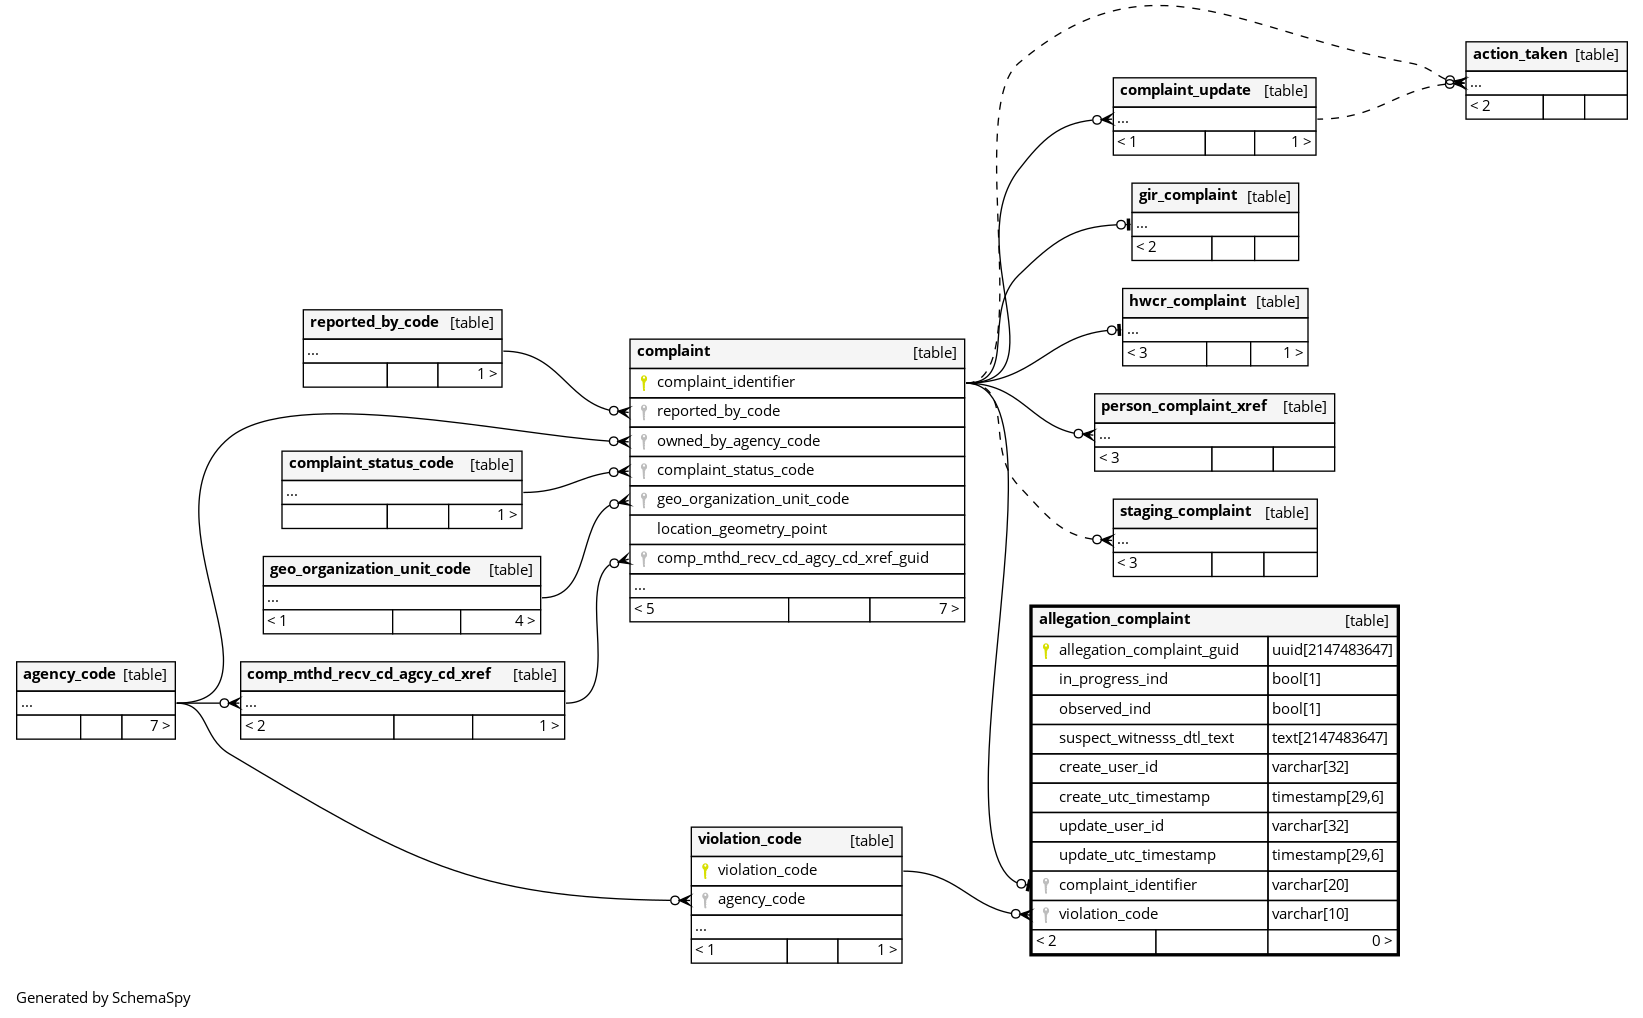 action_taken [table]
...
< 2
complaint_update [table]
...
< 1 1 >
gir_complaint [table]
...
< 2
hwcr_complaint [table]
...
< 3 1 >
reported_by_code [table]
...
1 >
complaint [table]
complaint_identifier
reported_by_code
owned_by_agency_code
complaint_status_code
geo_organization_unit_code
location_geometry_point
comp_mthd_recv_cd_agcy_cd_xref_guid
...
< 5 7 >
person_complaint_xref [table]
...
< 3
complaint_status_code [table]
...
1 >
staging_complaint [table]
...
< 3
geo_organization_unit_code [table]
...
< 1 4 >
agency_code [table]
...
7 >
comp_mthd_recv_cd_agcy_cd_xref [table]
...
< 2 1 >
allegation_complaint [table]
allegation_complaint_guid uuid[2147483647]
in_progress_ind bool[1]
observed_ind bool[1]
suspect_witnesss_dtl_text text[2147483647]
create_user_id varchar[32]
create_utc_timestamp timestamp[29,6]
update_user_id varchar[32]
update_utc_timestamp timestamp[29,6]
complaint_identifier varchar[20]
violation_code varchar[10]
< 2 0 >
violation_code [table]
violation_code
agency_code
...
< 1 1 >
Generated by SchemaSpy